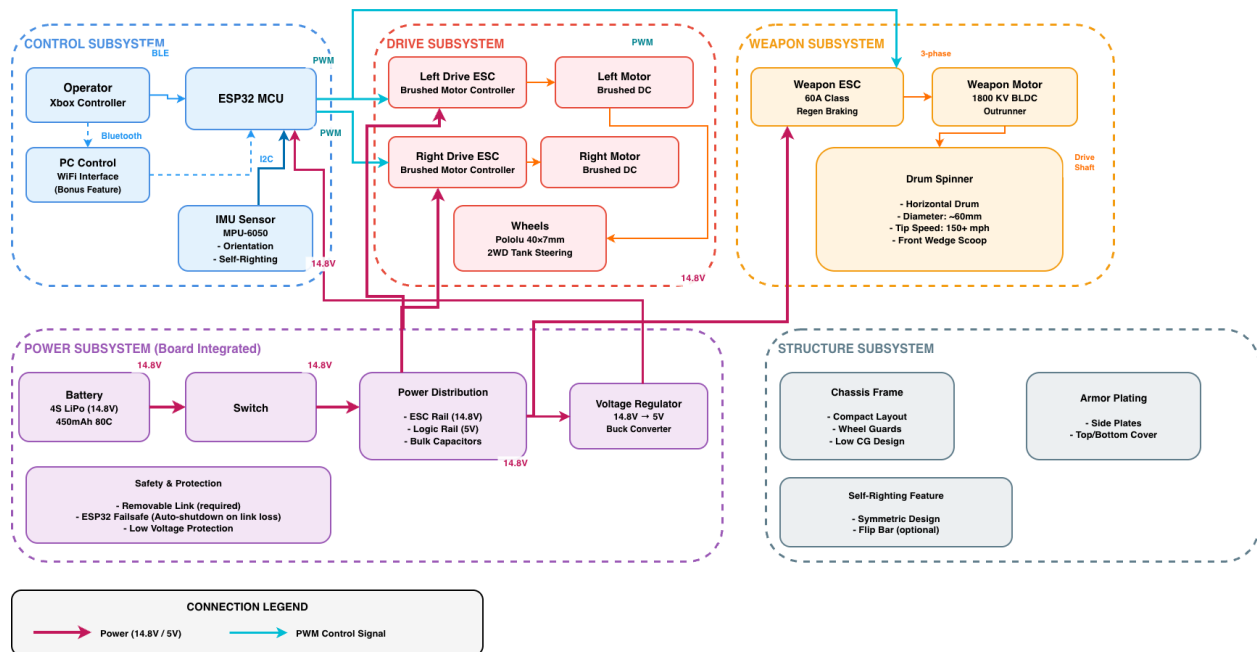 CONTROL SUBSYSTEM
BLE
Operator
Xbox Controller
ESP32 MCU
PWM
Bluetooth
PWM
PC Control
WiFi Interface
(Bonus Feature)
I2C
IMU Sensor
MPU-6050
- Orientation
- Self-Righting
14.8V
DRIVE SUBSYSTEM
PWM
Left Drive ESC
Brushed Motor Controller
Left Motor
Brushed DC
Right Drive ESC
Brushed Motor Controller
Right Motor
Brushed DC
Wheels
Pololu 40×7mm
2WD Tank Steering
14.8V
WEAPON SUBSYSTEM
3-phase
Weapon ESC
60A Class
Regen Braking
Weapon Motor
1800 KV BLDC
Outrunner
Drive
Shaft
Drum Spinner
- Horizontal Drum
- Diameter: ~60mm
- Tip Speed: 150+ mph
- Front Wedge Scoop
POWER SUBSYSTEM (Board Integrated)
14.8V
14.8V
Battery
4S LiPo (14.8V)
450mAh 80C
Switch
Power Distribution
- ESC Rail (14.8V)
- Logic Rail (5V)
- Bulk Capacitors
14.8V
Voltage Regulator
14.8V → 5V
Buck Converter
Safety & Protection
- Removable Link (required)
- ESP32 Failsafe (Auto-shutdown on link loss)
- Low Voltage Protection
STRUCTURE SUBSYSTEM
Chassis Frame
- Compact Layout
- Wheel Guards
- Low CG Design
Armor Plating
- Side Plates
- Top/Bottom Cover
Self-Righting Feature
- Symmetric Design
- Flip Bar (optional)
CONNECTION LEGEND
Power (14.8V / 5V)
PWM Control Signal